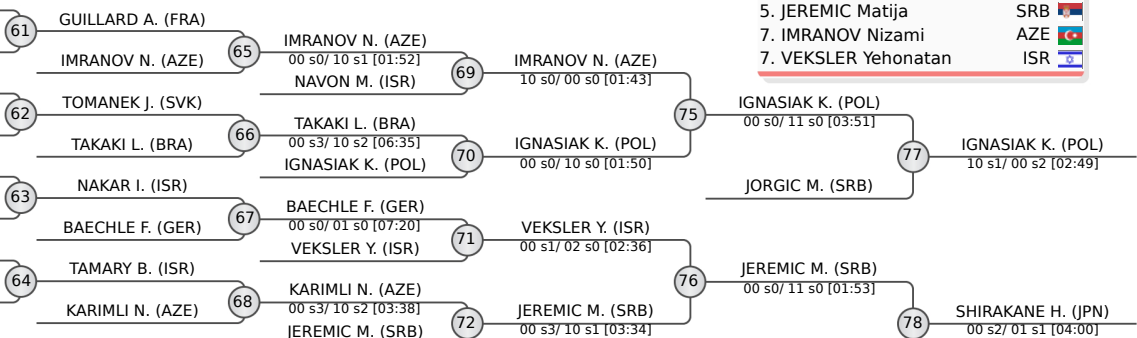 5. JEREMIC Matija SRB
7. IMRANOV Nizami AZE
7. VEKSLER Yehonatan ISR
61
GUILLARD A. (FRA)
IMRANOV N. (AZE)
65
62
TOMANEK J. (SVK)
TAKAKI L. (BRA)
66
63
NAKAR I. (ISR)
BAECHLE F. (GER)
67
64
TAMARY B. (ISR)
KARIMLI N. (AZE)
68
IMRANOV N. (AZE)
00 s0/ 10 s1 [01:52]
NAVON M. (ISR)
69
TAKAKI L. (BRA)
00 s3/ 10 s2 [06:35]
IGNASIAK K. (POL)
70
BAECHLE F. (GER)
00 s0/ 01 s0 [07:20]
VEKSLER Y. (ISR)
71
KARIMLI N. (AZE)
00 s3/ 10 s2 [03:38]
JEREMIC M. (SRB)
72
IMRANOV N. (AZE)
10 s0/ 00 s0 [01:43]
IGNASIAK K. (POL)
00 s0/ 10 s0 [01:50]
75
VEKSLER Y. (ISR)
00 s1/ 02 s0 [02:36]
JEREMIC M. (SRB)
00 s3/ 10 s1 [03:34]
76
IGNASIAK K. (POL)
00 s0/ 11 s0 [03:51]
JORGIC M. (SRB)
77
JEREMIC M. (SRB)
00 s0/ 11 s0 [01:53]
78
IGNASIAK K. (POL)
10 s1/ 00 s2 [02:49]
SHIRAKANE H. (JPN)
00 s2/ 01 s1 [04:00]